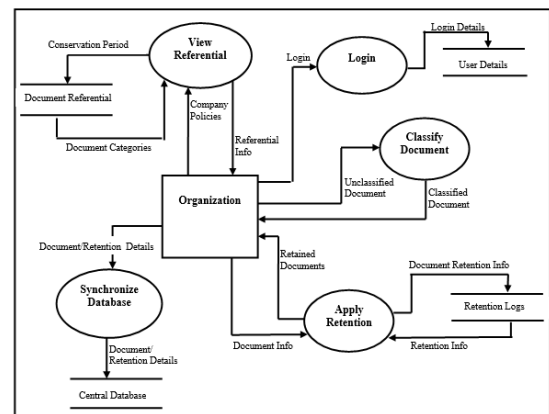 Conservation Period
View
Referential
Login
Login
Login Details
User Details
Document Referential
Company
Policies
Document Categories
Referential
Info
Classify
Document
Unclassified
Document
Classified
Document
Organization
Document/Retention Details
Retained
Documents
Document Retention Info
Synchronize
Database
Apply
Retention
Retention Logs
Document Info
Retention Info
Document/
Retention Details
Central Database